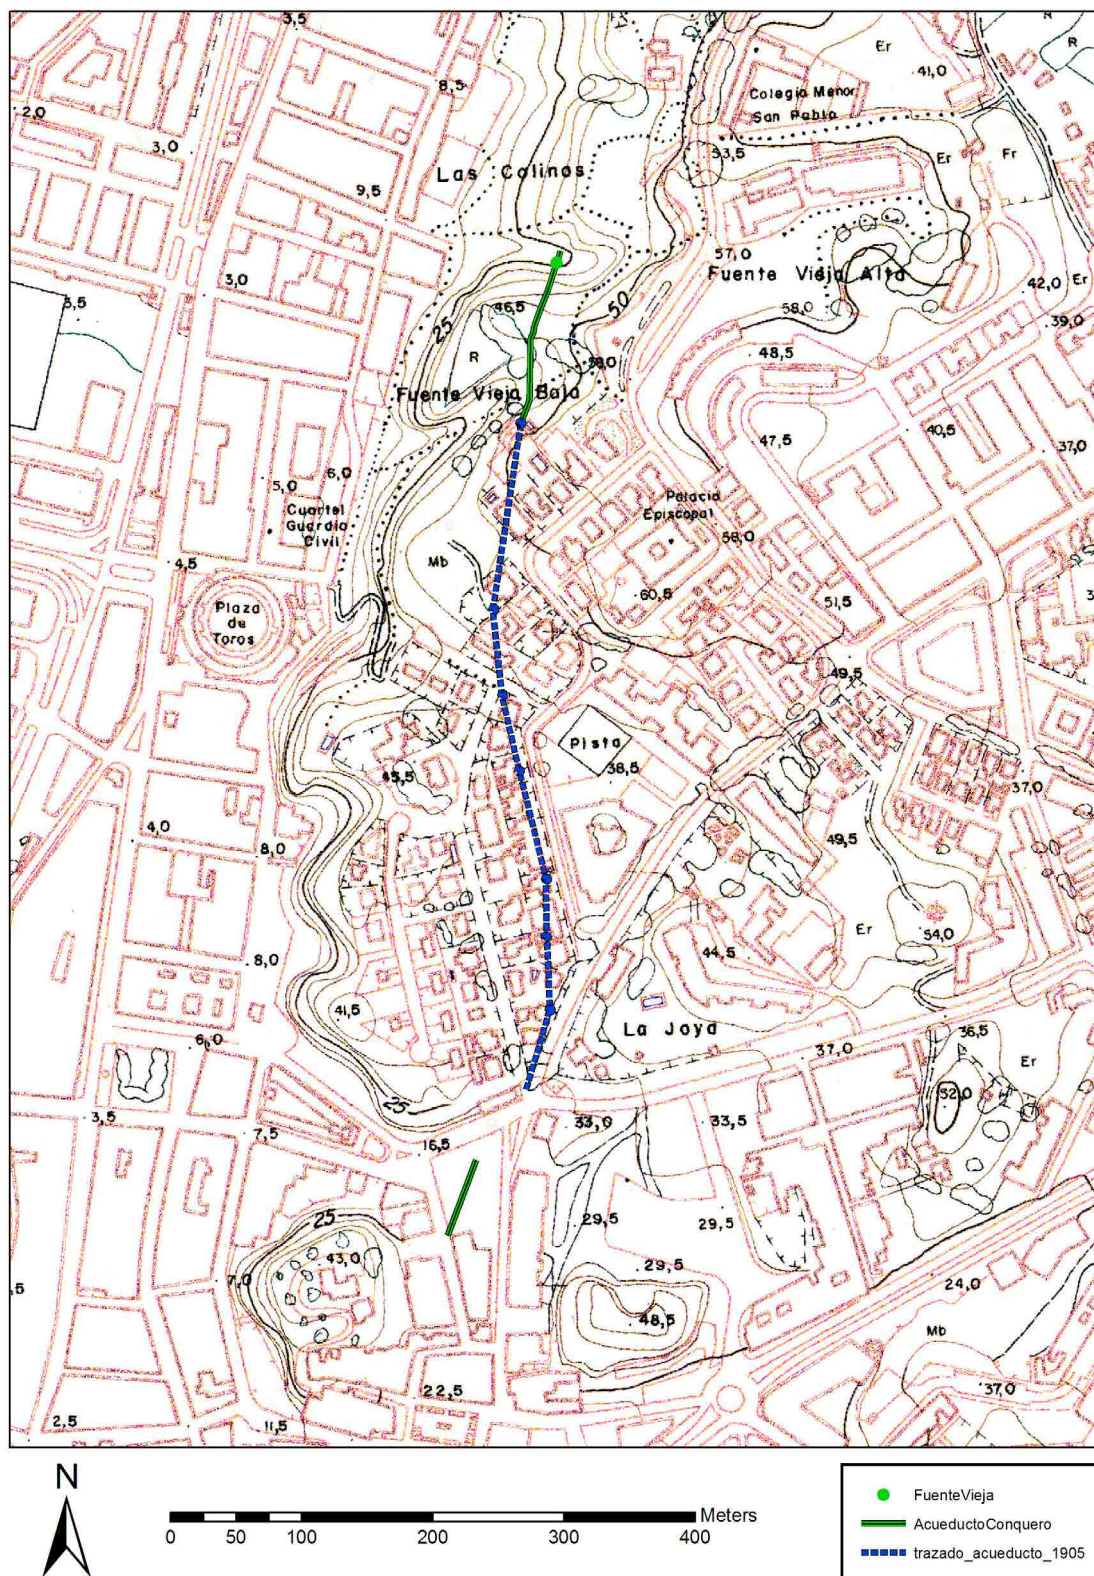 3,5
Er
R
R
41,0
8,5
Colegio Menor
San Pablo
2,0
3,0
53,5
Er
Fr
Las Colinas
9,5
57,0
Fuente Vieja Alta
Er
3,0
42,0
3,5
46,5
50
58,0
39,0
25
48,5
R
58,0
Fuente Vieja Baja
40,5
47,5
37,0
6,0
5,0
Palacio
Episcopal
Cuartel
Guardia
Civil
58,0
4,5
Mb
60,5
51,5
Plaza
de
Toros
49,5
Pista
38,5
45,5
37,0
4,0
8,0
49,5
Er
54,0
44,5
8,0
41,5
La Joya
6,0
36,5
37,0
Er
52,0
25
3,5
7,5
33,0
33,5
16,5
25
29,5
29,5
43,0
7,0
29,5
24,0
48,5
Mb
22,5
37,0
2,5
11,5
N
Meters
0 50 100 200 300 400
FuenteVieja
AcueductoConquero
trazado_acueducto_1905